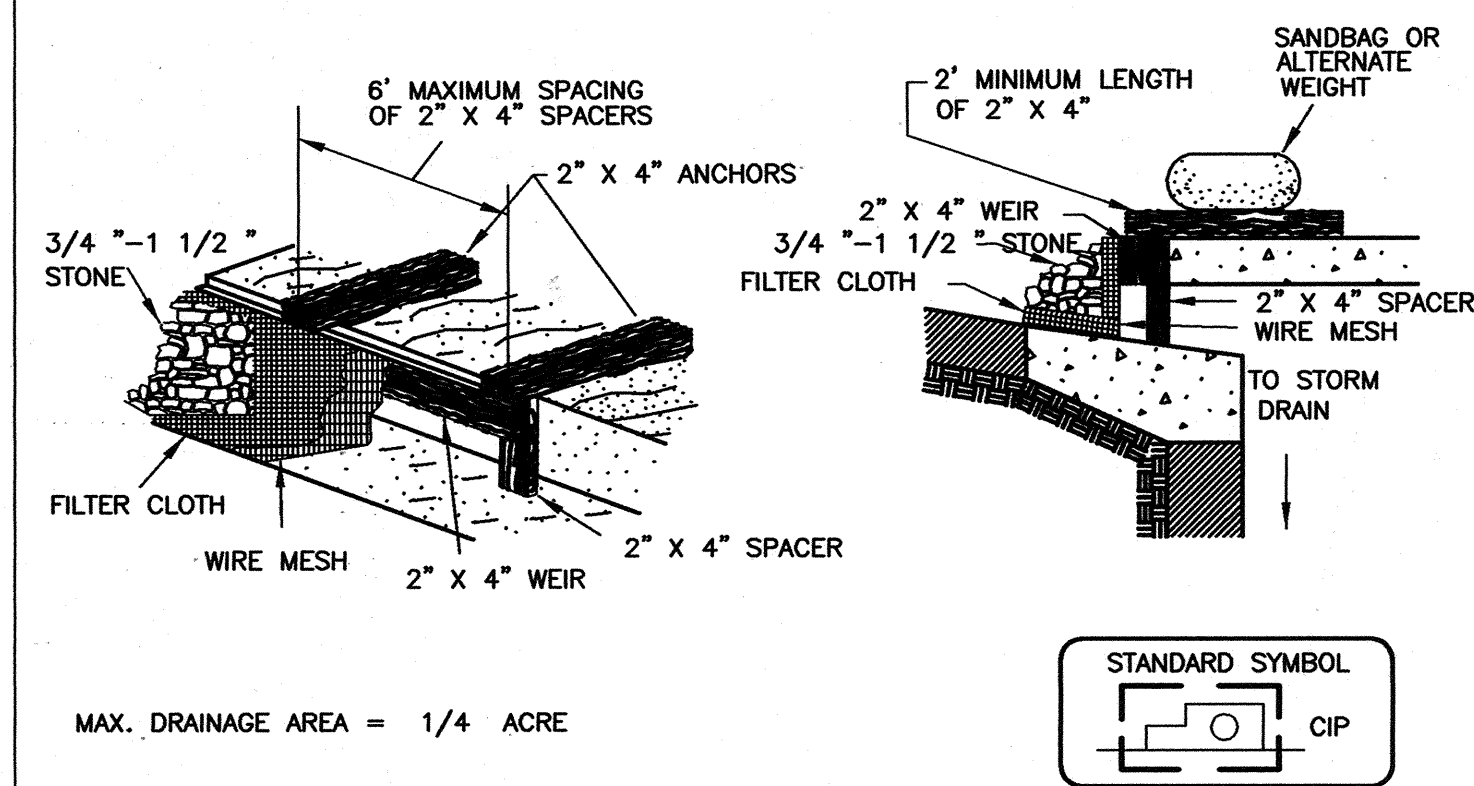 6' MAXIMUM SPACING
OF 2" X 4" SPACERS
2" X 4" ANCHORS
3/4 "-1 1/2 "
STONE
FILTER CLOTH
WIRE MESH
2" X 4" WEIR
2" X 4" SPACER
MAX. DRAINAGE AREA = 1/4 ACRE
SANDBAG OR
ALTERNATE
WEIGHT
2' MINIMUM LENGTH
OF 2" X 4"
2" X 4" WEIR
3/4 "-1 1/2 " STONE
FILTER CLOTH
2" X 4" SPACER
WIRE MESH
TO STORM
DRAIN
STANDARD SYMBOL
CIP